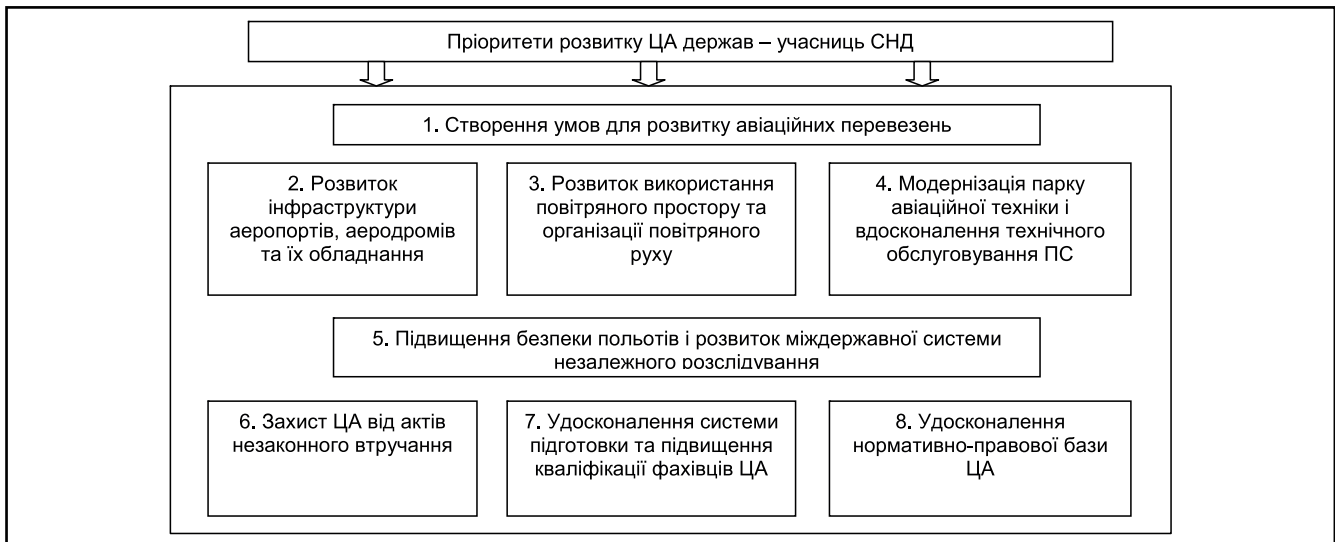 Пріоритети розвитку ЦА держав – учасниць СНД
1. Створення умов для розвитку авіаційних перевезень
2. Розвиток
інфраструктури
аеропортів, аеродромів
та їх обладнання
3. Розвиток використання
повітряного простору та
організації повітряного
руху
4. Модернізація парку
авіаційної техніки і
вдосконалення технічного
обслуговування ПС
5. Підвищення безпеки польотів і розвиток міждержавної системи
незалежного розслідування
6. Захист ЦА від актів
незаконного втручання
7. Удосконалення системи
підготовки та підвищення
кваліфікації фахівців ЦА
8. Удосконалення
нормативно-правової бази
ЦА